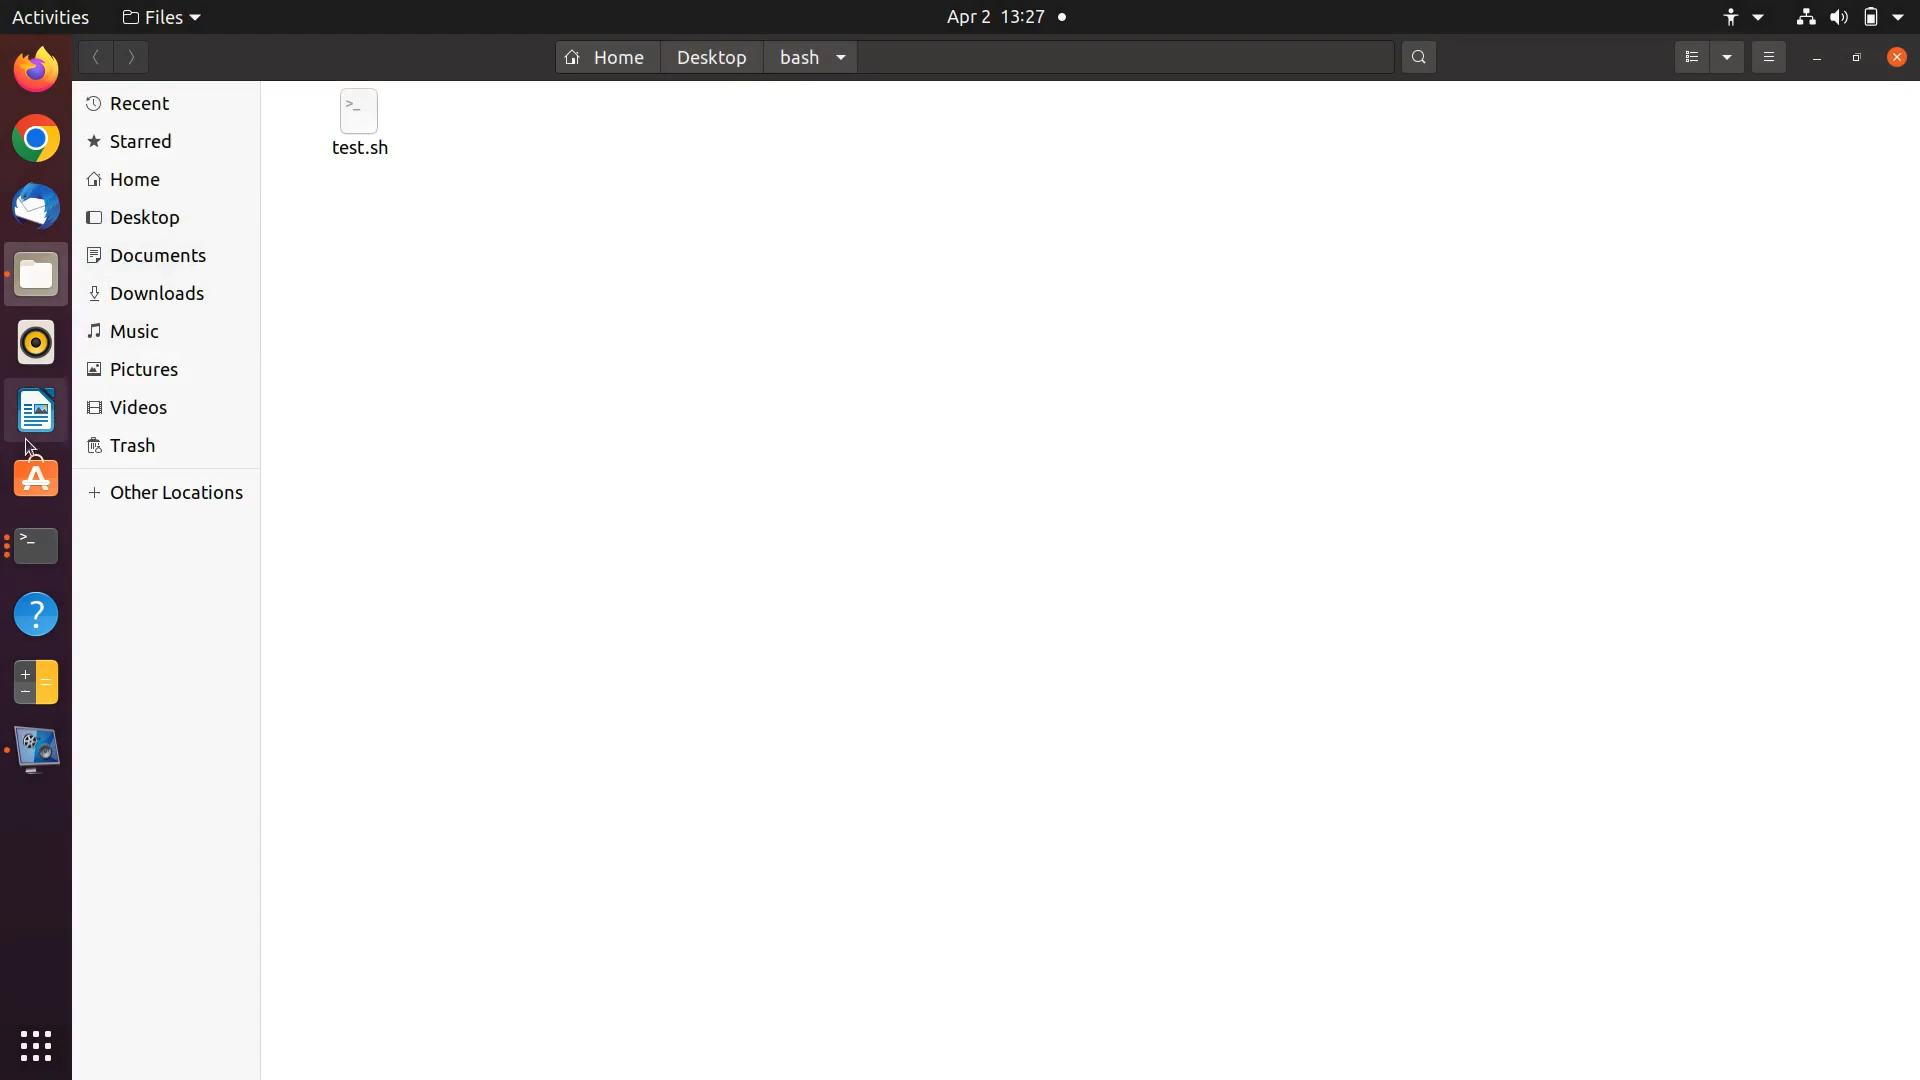 Activities Files Apr 2 13:27
Home Desktop bash
Recent
Starred
Home
Desktop
Documents
Downloads
Music
Pictures
Videos
Trash
Other Locations
test.sh